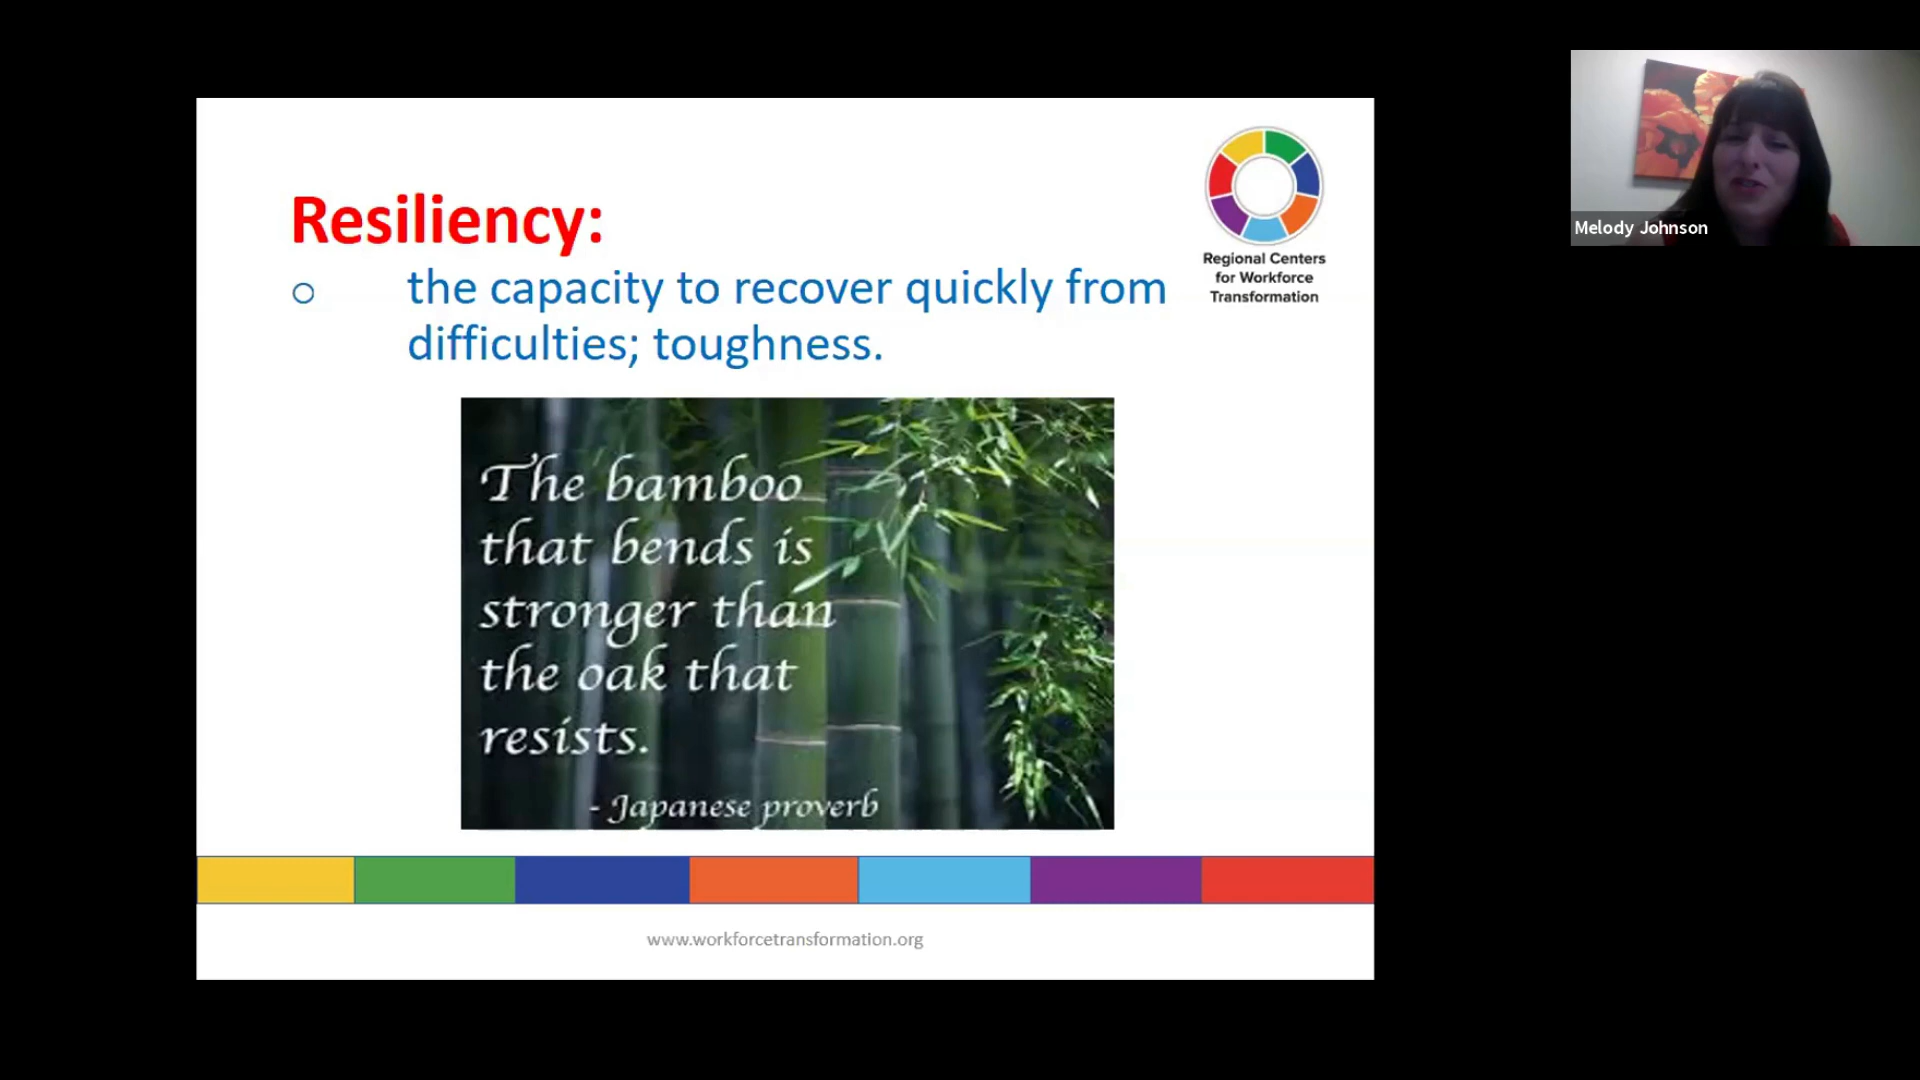 Resiliency:
the capacity to recover quickly from
difficulties; toughness.
Regional Centers
for Workforce
Transformation
The bamboo
that bends is
stronger than
the oak that
resists.
- Japanese proverb
www.workforcetransformation.org
Melody Johnson